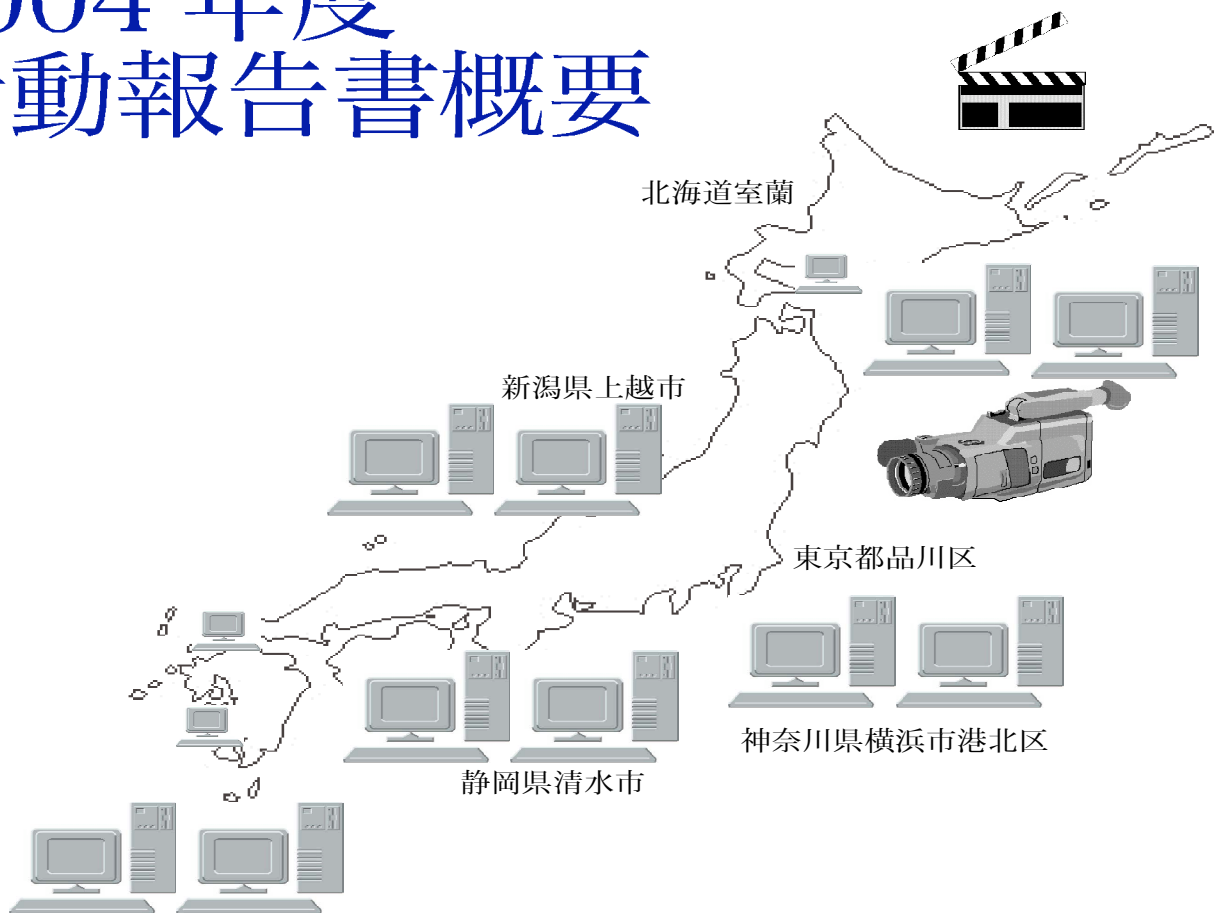 004 年度
動報告書概要
北海道室蘭
新潟県上越市
東京都品川区
神奈川県横浜市港北区
静岡県清水市